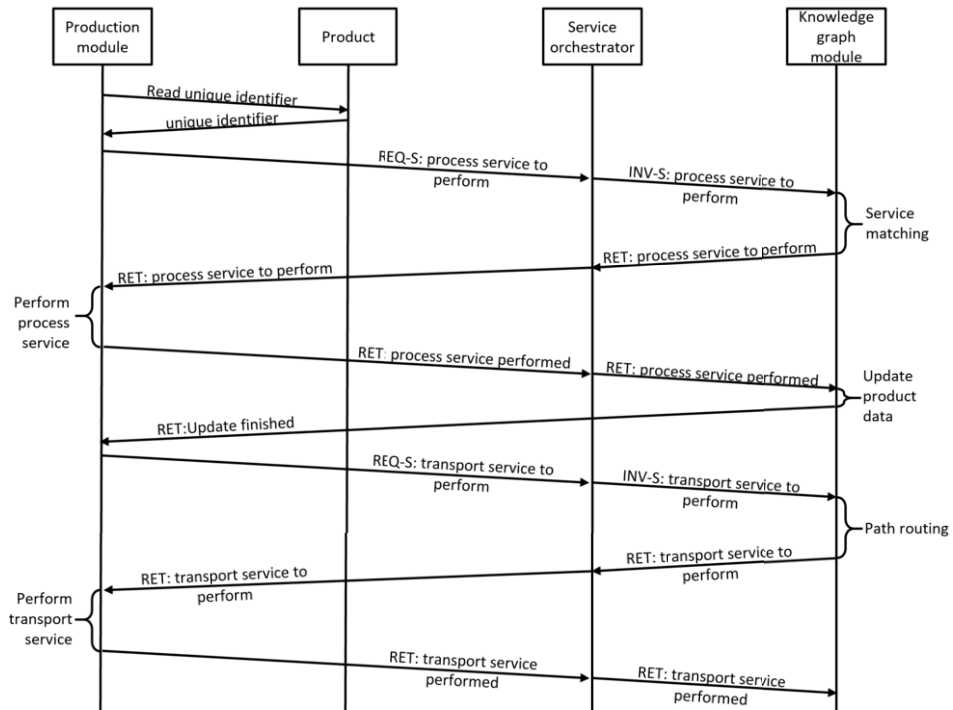 Production
module
Product
Service
orchestrator
Knowledge
graph
module
Read unique identifier
unique identifier
REQ-S: process service to
perform
INV-S: process service to
perform
Service
matching
RET: process service to perform
RET: process service to perform
Perform
process
service
RET: process service performed
RET: process service performed
Update
product
data
RET:Update finished
REQ-S: transport service to
perform
INV-S: transport service to
perform
Path routing
RET: transport service to
perform
RET: transport service to
perform
Perform
transport
service
RET: transport service
performed
RET: transport service
performed